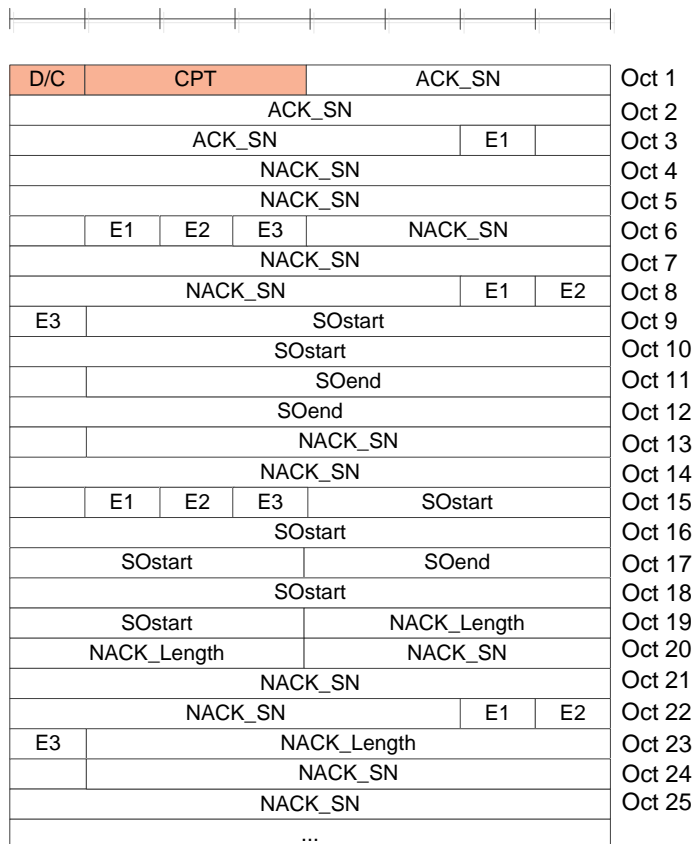 D/C CPT ACK_SN Oct 1
ACK_SN Oct 2
ACK_SN E1 Oct 3
NACK_SN Oct 4
NACK_SN Oct 5
E1 E2 E3 NACK_SN Oct 6
NACK_SN Oct 7
NACK_SN E1 E2 Oct 8
E3 SOstart Oct 9
SOstart Oct 10
SOend Oct 11
SOend Oct 12
NACK_SN Oct 13
NACK_SN Oct 14
E1 E2 E3 SOstart Oct 15
SOstart Oct 16
SOstart SOend Oct 17
SOstart Oct 18
SOstart NACK_Length Oct 19
NACK_Length NACK_SN Oct 20
NACK_SN Oct 21
NACK_SN E1 E2 Oct 22
E3 NACK_Length Oct 23
NACK_SN Oct 24
NACK_SN Oct 25
...